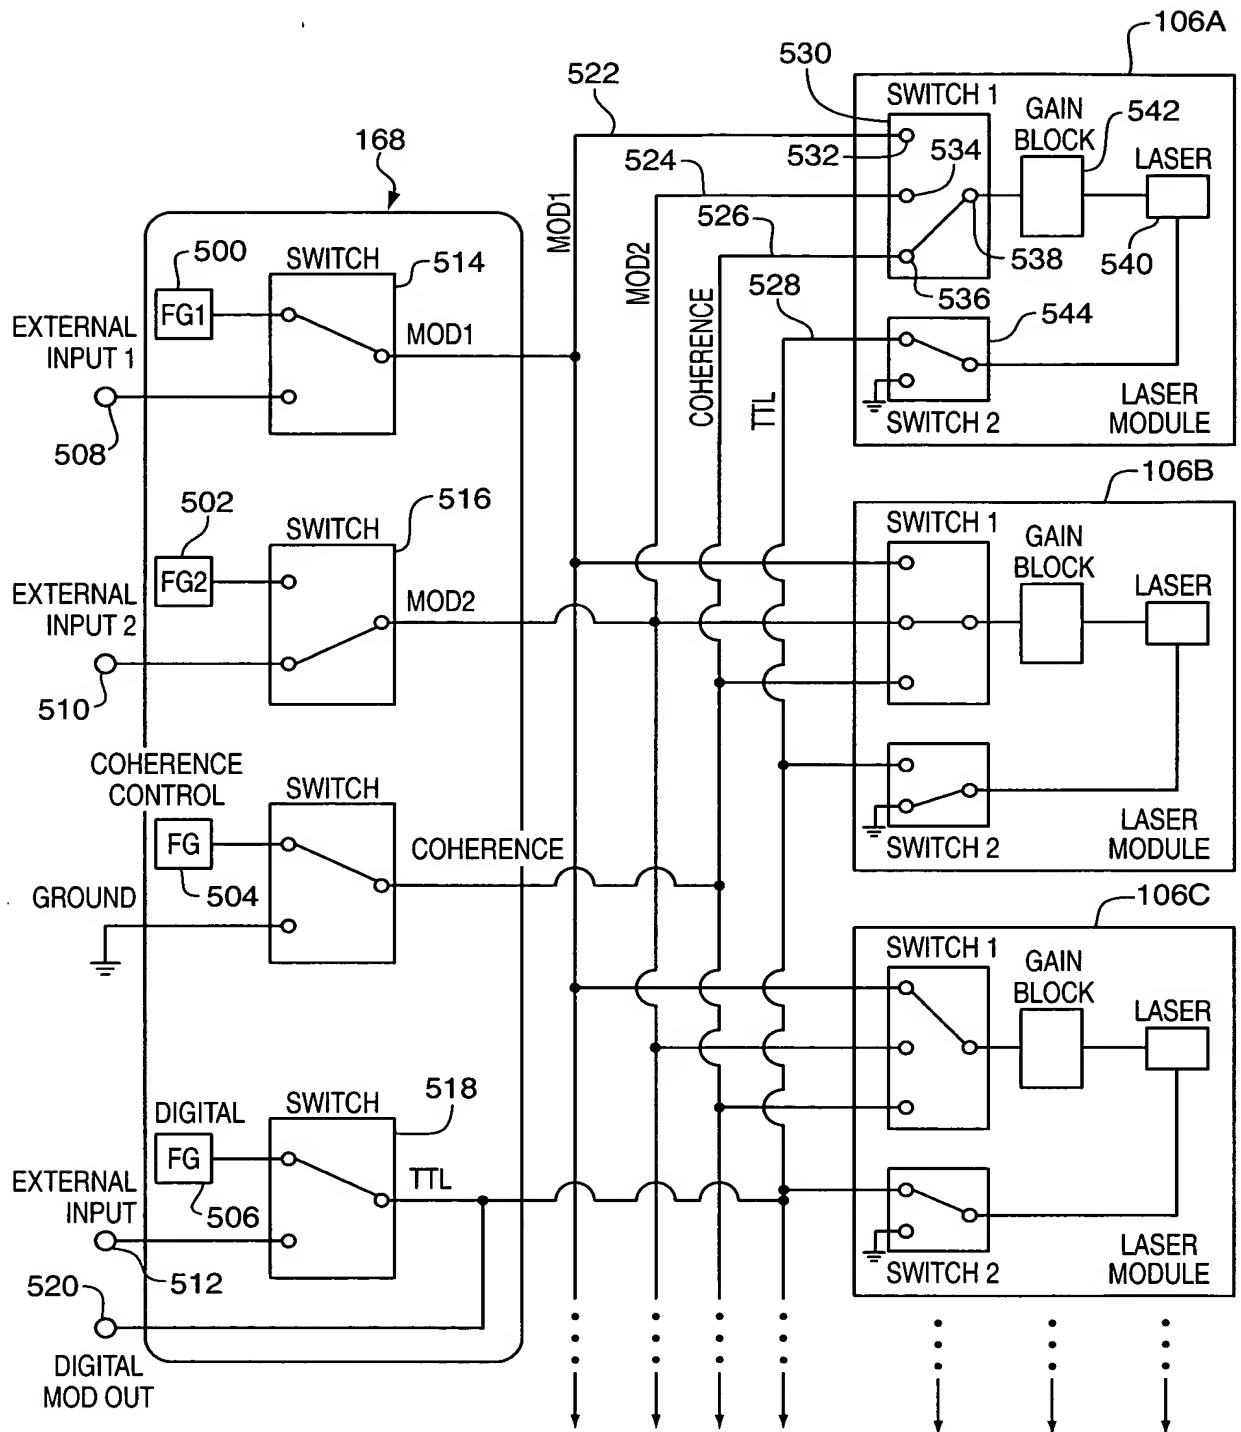 106A
530
522
SWITCH 1
GAIN
BLOCK
542
532
534
LASER
168
524
MOD1
526
538
540
MOD2
536
528
544
500
SWITCH
514
FG1
EXTERNAL
INPUT 1
MOD1
COHERENCE
TTL
SWITCH 2
LASER
MODULE
508
106B
502
SWITCH
516
SWITCH 1
GAIN
BLOCK
LASER
FG2
EXTERNAL
INPUT 2
MOD2
510
COHERENCE
CONTROL
SWITCH
FG
COHERENCE
SWITCH 2
LASER
MODULE
GROUND
504
106C
SWITCH 1
GAIN
BLOCK
LASER
DIGITAL
SWITCH
518
FG
TTL
EXTERNAL
INPUT
506
512
SWITCH 2
LASER
MODULE
520
DIGITAL
MOD OUT